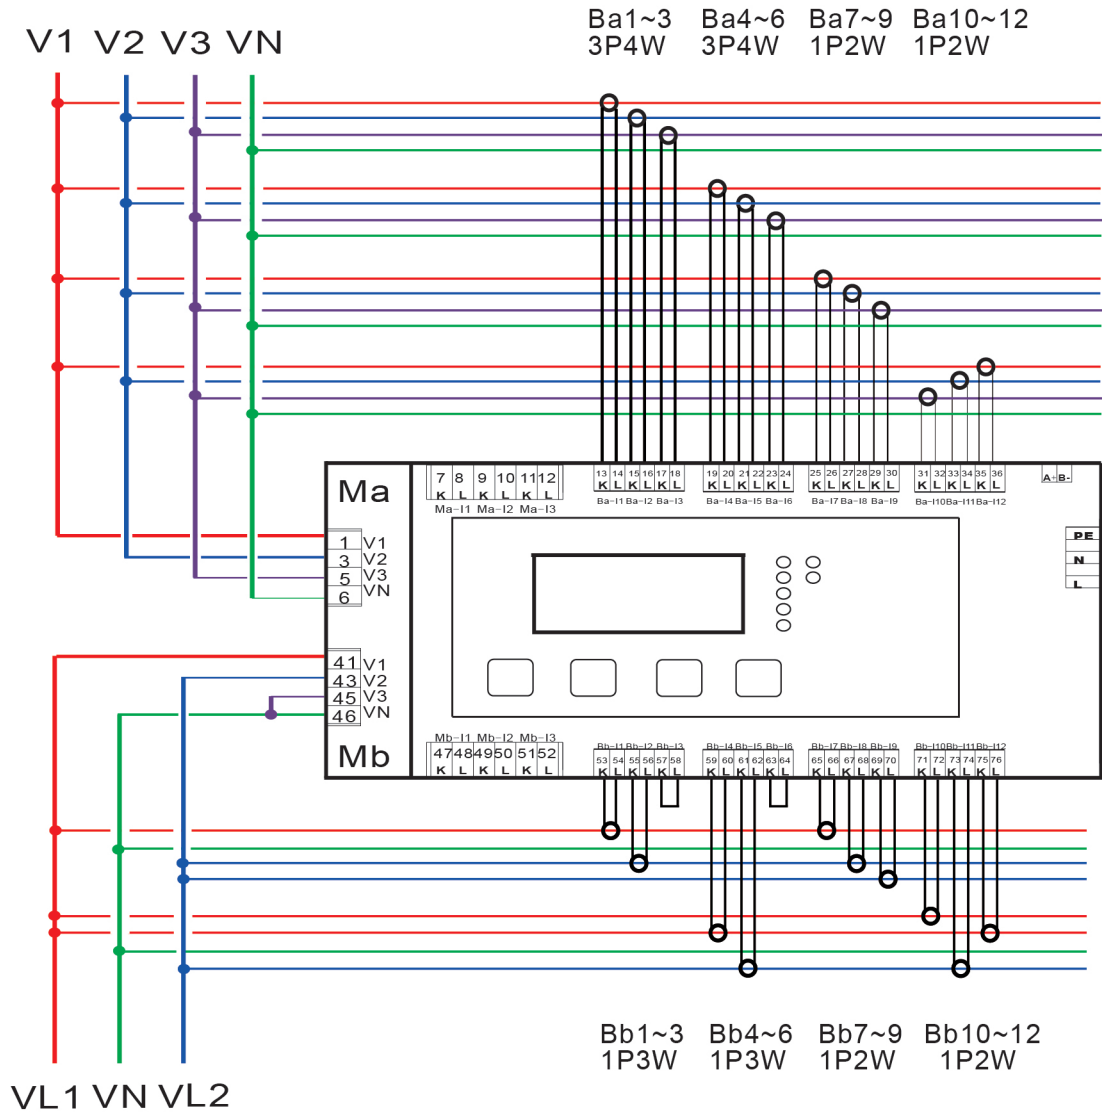 V1 V2 V3 VN
Ba1~3 Ba4~6 Ba7~9 Ba10~12
3P4W 3P4W 1P2W 1P2W
Ma
7 8 9 10 11 12
K L K L K L
Ma-I1 Ma-I2 Ma-I3
13 14 15 16 17 18
K L K L K L
Ba-I1 Ba-I2 Ba-I3
19 20 21 22 23 24
K L K L K L
Ba-I4 Ba-I5 Ba-I6
25 26 27 28 29 30
K L K L K L
Ba-I7 Ba-I8 Ba-I9
31 32 33 34 35 36
K L K L K L
Ba-I10 Ba-I11 Ba-I12
A+ B-
1 V1
3 V2
5 V3
6 VN
PE
N
L
41 V1
43 V2
45 V3
46 VN
Mb
Mb-I1 Mb-I2 Mb-I3
47 48 49 50 51 52
K L K L K L
Bb-I1 Bb-I2 Bb-I3
53 54 55 56 57 58
K L K L K L
Bb-I4 Bb-I5 Bb-I6
59 60 61 62 63 64
K L K L K L
Bb-I7 Bb-I8 Bb-I9
65 66 67 68 69 70
K L K L K L
Bb-I10 Bb-I11 Bb-I12
71 72 73 74 75 76
K L K L K L
Bb1~3 Bb4~6 Bb7~9 Bb10~12
1P3W 1P3W 1P2W 1P2W
VL1 VN VL2